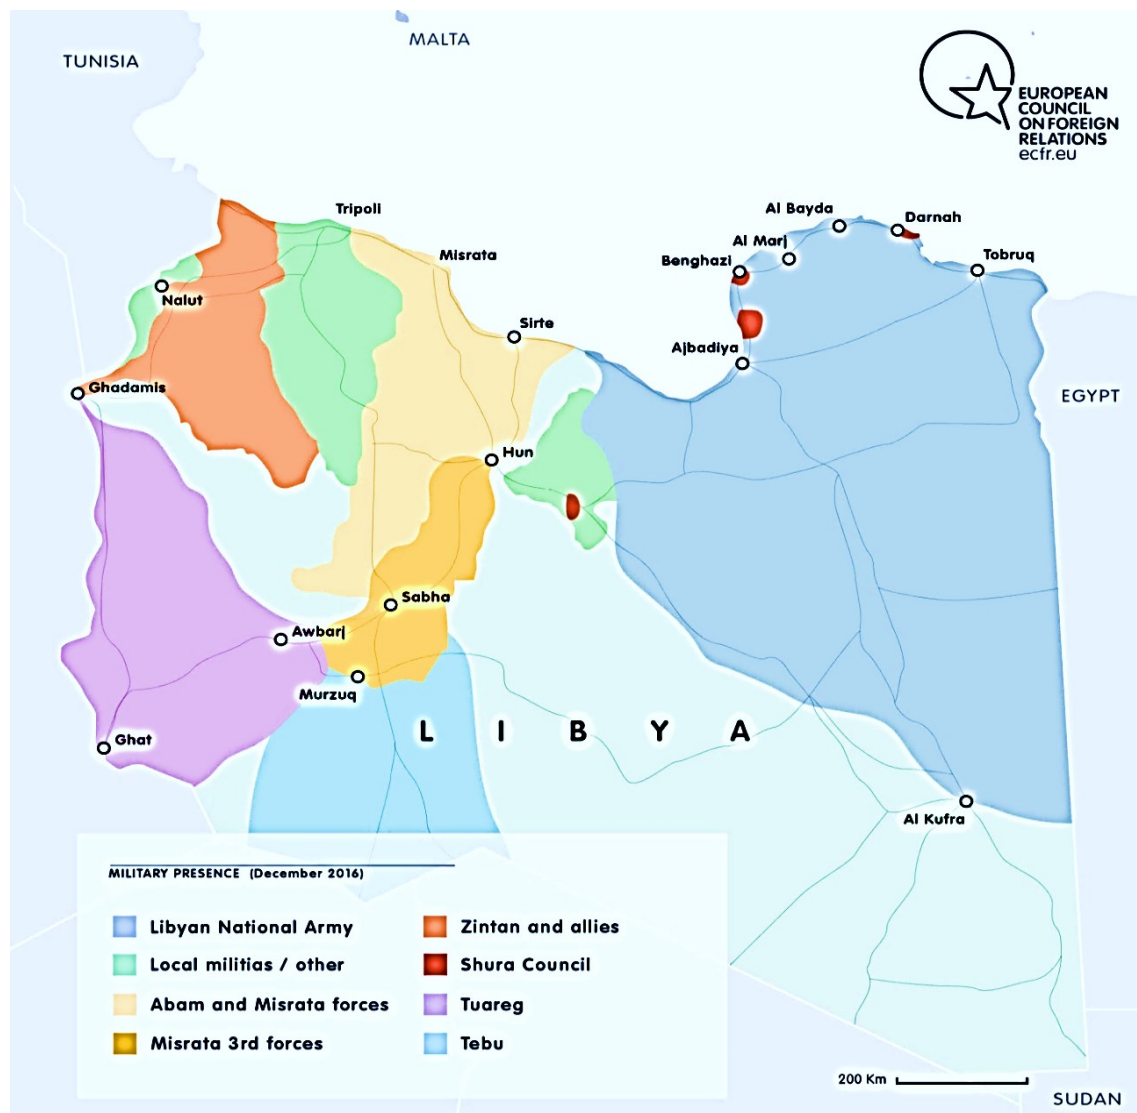 TUNISIA
MALTA
EUROPEAN
COUNCIL
ON FOREIGN
RELATIONS
ecfr.eu
Tripoli
Misrata
Al Bayda
Darnah
Al Marj
Benghazi
Tobruq
Nalut
Sirte
Ajbadiya
Ghadamis
EGYPT
Hun
Sabha
Awbarj
Murzuq
Ghat
LIBYA
Al Kufra
MILITARY PRESENCE (December 2016)
Libyan National Army
Local militias / other
Abam and Misrata forces
Misrata 3rd forces
Zintan and allies
Shura Council
Tuareg
Tebu
200 Km
SUDAN